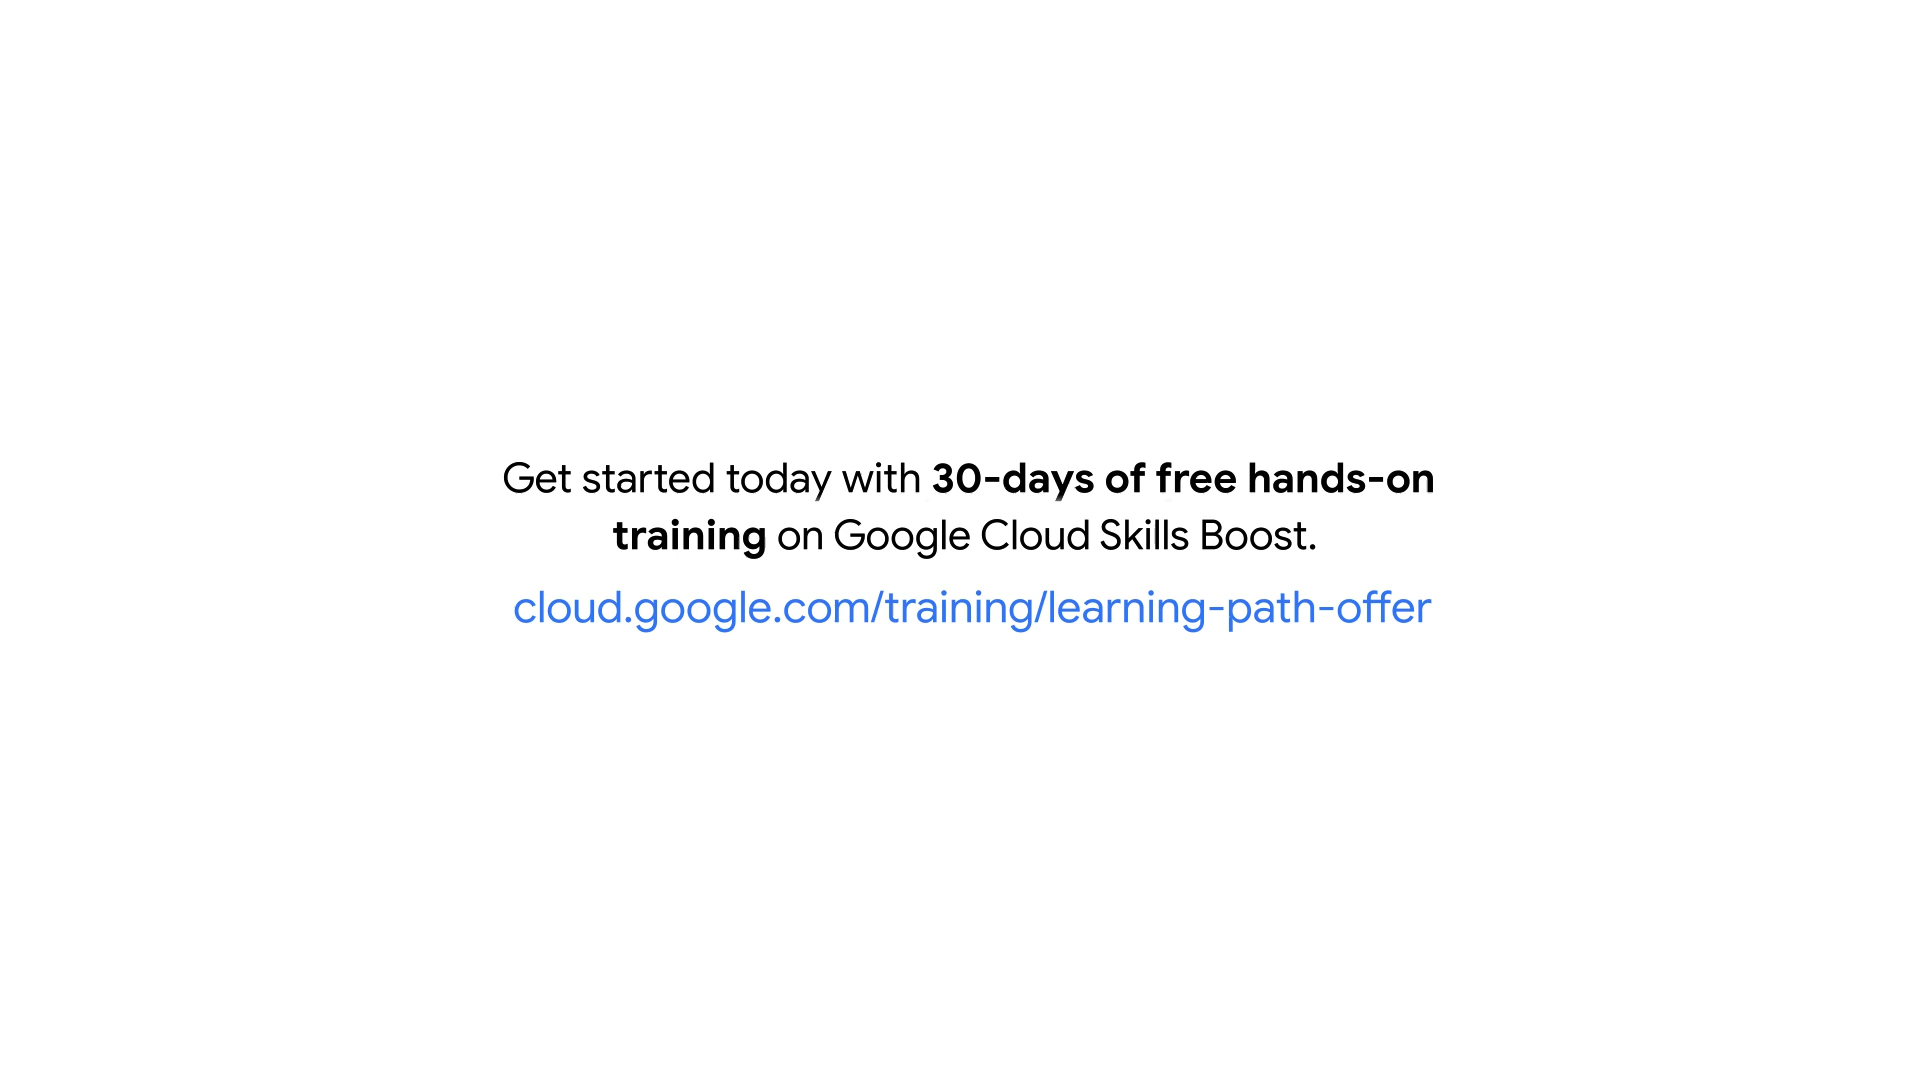 Get started today with 30-days of free hands-on
training on Google Cloud Skills Boost.
cloud.google.com/training/learning-path-offer